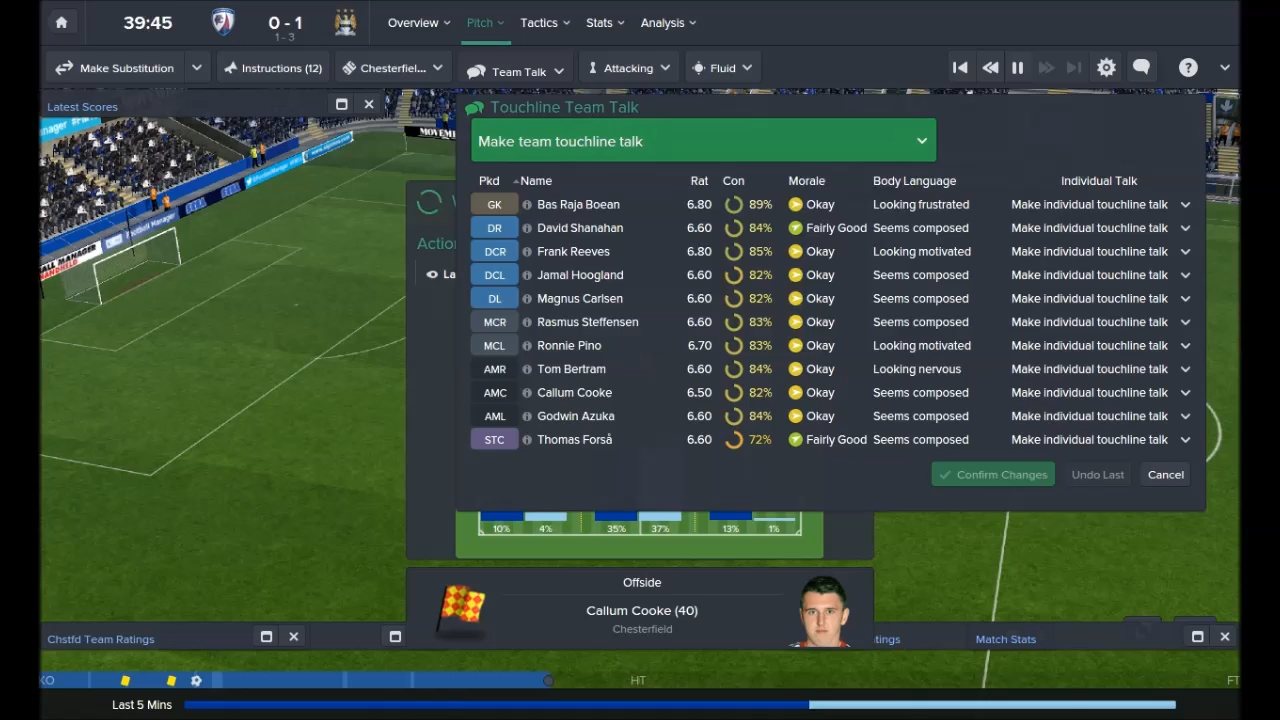 39:45
0 - 1
1 - 3
Overview
Pitch
Tactics
Stats
Analysis
Make Substitution
Instructions (12)
Chesterfiel...
Team Talk
Attacking
Fluid
?
Latest Scores
Touchline Team Talk
Make team touchline talk
Pkd Name Rat Con Morale Body Language Individual Talk
GK Bas Raja Boean 6.80 89% Okay Looking frustrated Make individual touchline talk
DR David Shanahan 6.60 84% Fairly Good Seems composed Make individual touchline talk
DCR Frank Reeves 6.80 85% Okay Looking motivated Make individual touchline talk
DCL Jamal Hoogland 6.60 82% Okay Seems composed Make individual touchline talk
DL Magnus Carlsen 6.60 82% Okay Seems composed Make individual touchline talk
MCR Rasmus Steffensen 6.60 83% Okay Seems composed Make individual touchline talk
MCL Ronnie Pino 6.70 83% Okay Looking motivated Make individual touchline talk
AMR Tom Bertram 6.60 84% Okay Looking nervous Make individual touchline talk
AMC Callum Cooke 6.50 82% Okay Seems composed Make individual touchline talk
AML Godwin Azuka 6.60 84% Okay Seems composed Make individual touchline talk
STC Thomas Forså 6.60 72% Fairly Good Seems composed Make individual touchline talk
Confirm Changes
Undo Last
Cancel
Actio
La
10% 4% 35% 37% 13% 1%
Offside
Callum Cooke (40)
Chesterfield
Chstfd Team Ratings
tings
Match Stats
KO
HT
FT
Last 5 Mins